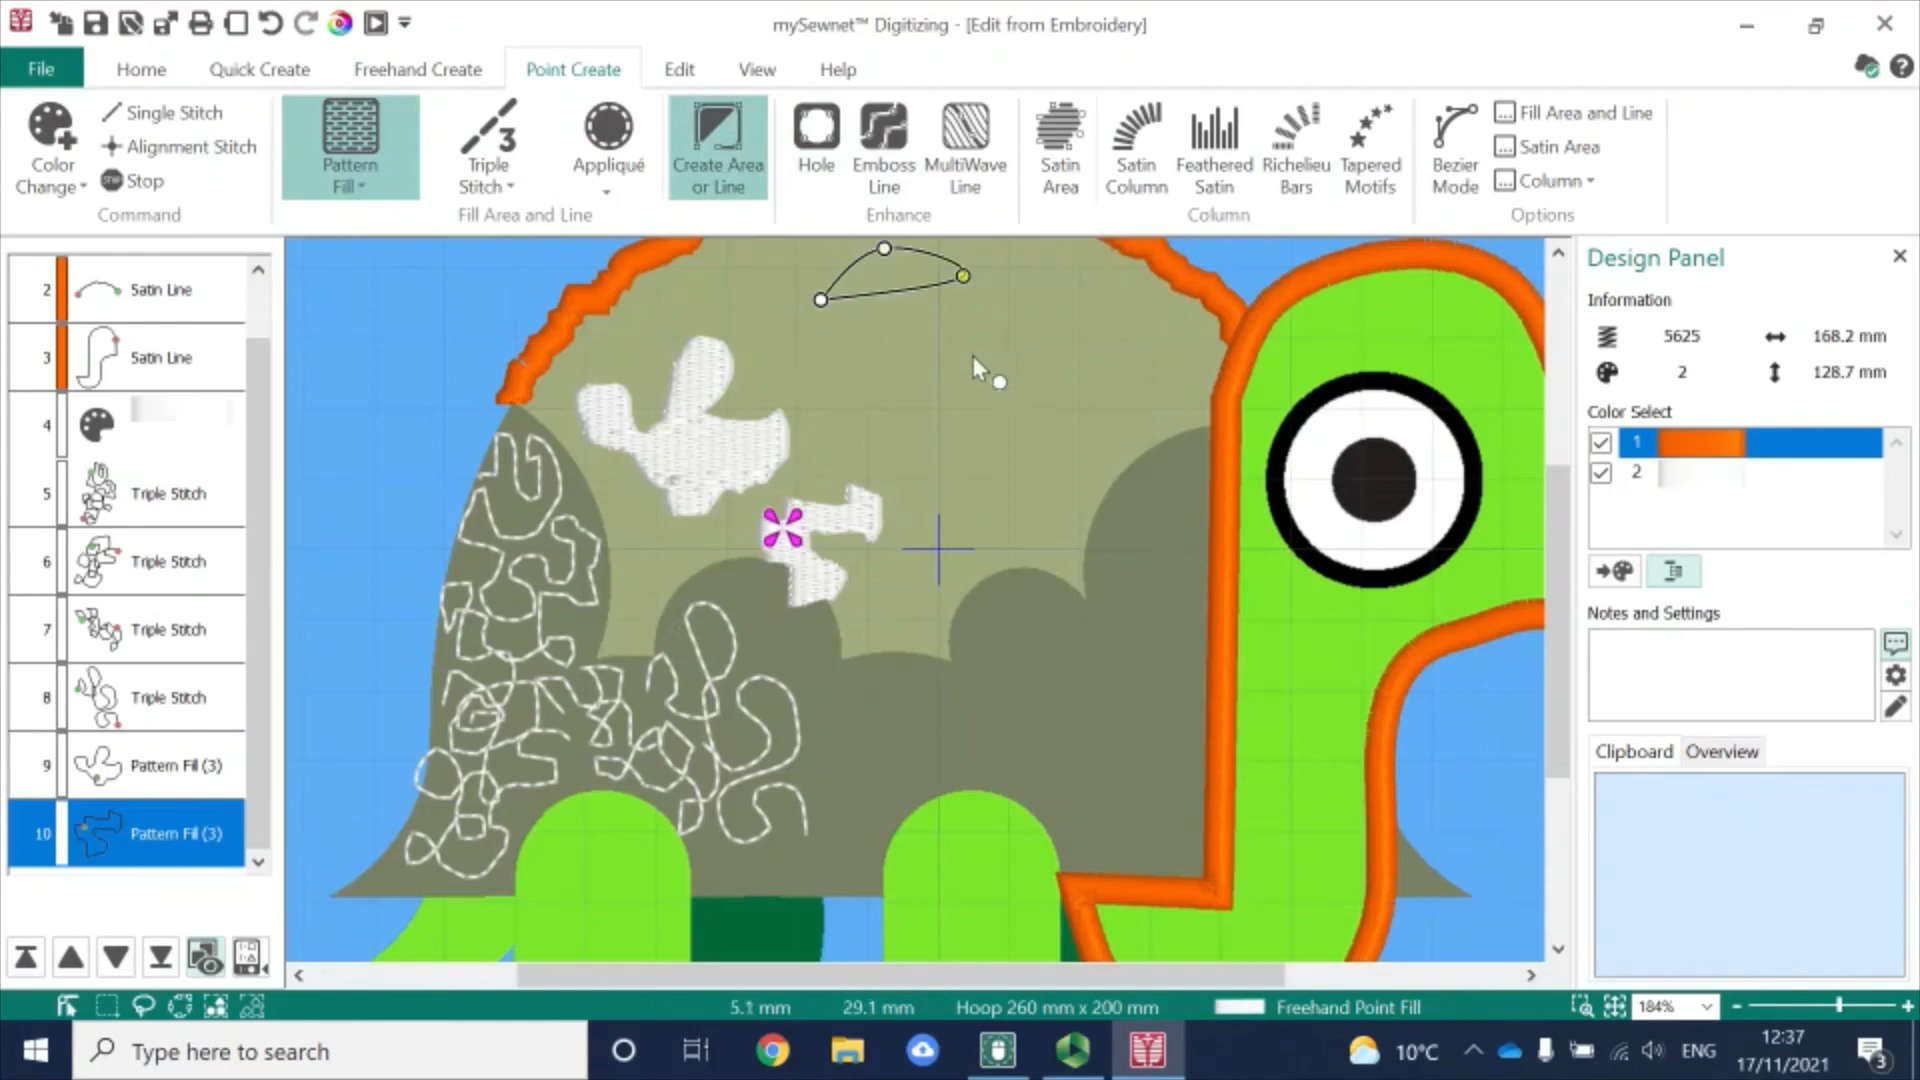 mySewnet™ Digitizing - [Edit from Embroidery]
File Home Quick Create Freehand Create Point Create Edit View Help
Color Change
Single Stitch
Alignment Stitch
STOP Stop
Command
Pattern Fill
3
Triple Stitch
Appliqué
Fill Area and Line
Create Area or Line
Hole
Emboss Line
MultiWave Line
Enhance
Satin Area
Satin Column
Feathered Satin
Richelieu Bars
Tapered Motifs
Column
Bezier Mode
Fill Area and Line
Satin Area
Column
Options
2 Satin Line
3 Satin Line
4
5 Triple Stitch
6 Triple Stitch
7 Triple Stitch
8 Triple Stitch
9 Pattern Fill (3)
10 Pattern Fill (3)
Design Panel
Information
5625 168.2 mm
2 128.7 mm
Color Select
1
2
Notes and Settings
Clipboard Overview
5.1 mm 29.1 mm Hoop 260 mm x 200 mm Freehand Point Fill 184%
Type here to search
10°C ENG
12:37
17/11/2021
3